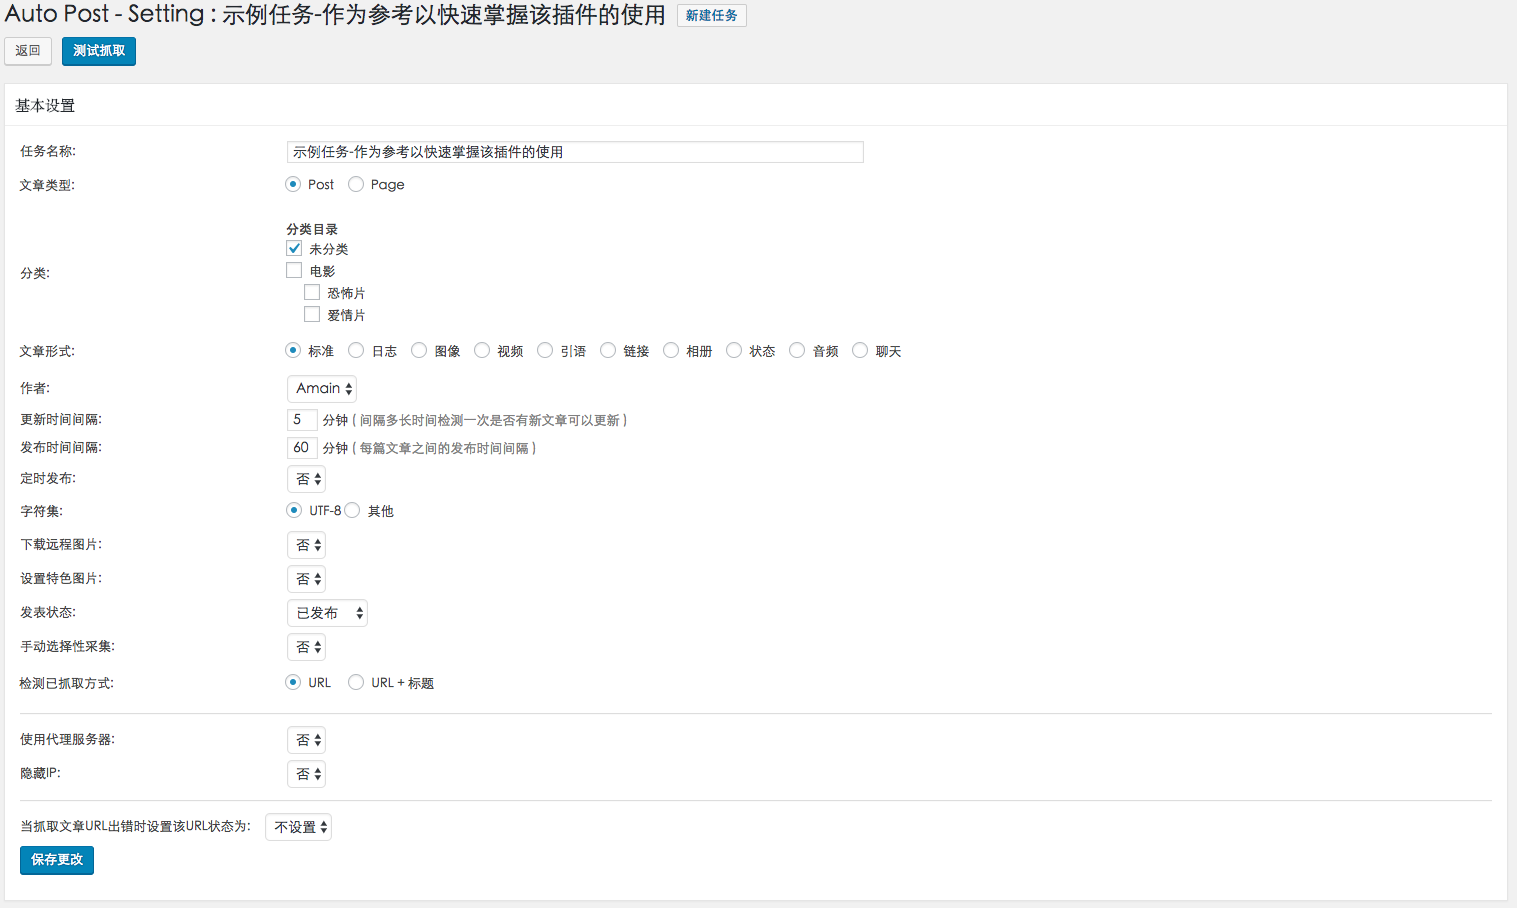 Auto Post - Setting : 示例任务-作为参考以快速掌握该插件的使用 新建任务
返回 测试抓取
基本设置
任务名称: 示例任务-作为参考以快速掌握该插件的使用
文章类型: Post Page
分类目录
未分类
分类: 电影
恐怖片
爱情片
文章形式: 标准 日志 图像 视频 引语 链接 相册 状态 音频 聊天
作者: Amain
更新时间间隔: 5 分钟 ( 间隔多长时间检测一次是否有新文章可以更新 )
发布时间间隔: 60 分钟 ( 每篇文章之间的发布时间间隔 )
定时发布: 否
字符集: UTF-8 其他
下载远程图片: 否
设置特色图片: 否
发表状态: 已发布
手动选择性采集: 否
检测已抓取方式: URL URL + 标题
使用代理服务器: 否
隐藏IP: 否
当抓取文章URL出错时设置该URL状态为: 不设置
保存更改